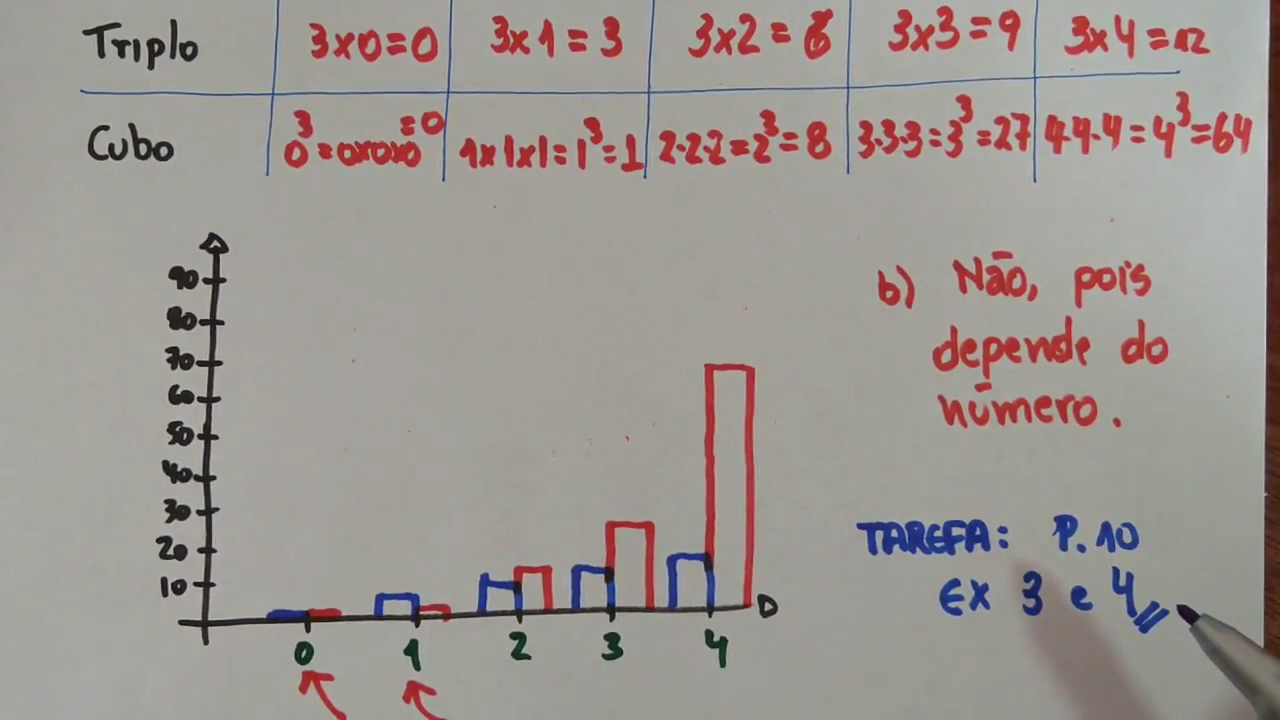 Triplo 3x0=0 3x1=3 3x2=6 3x3=9 3x4=12
Cubo 0³=0x0x0=0 1x1x1=1³=1 2·2·2=2³=8 3·3·3=3³=27 4·4·4=4³=64
90
80
70
60
50
40
30
20
10
0 1 2 3 4
b) Não, pois
depende do
número.
TAREFA: P.10
EX 3 e 4